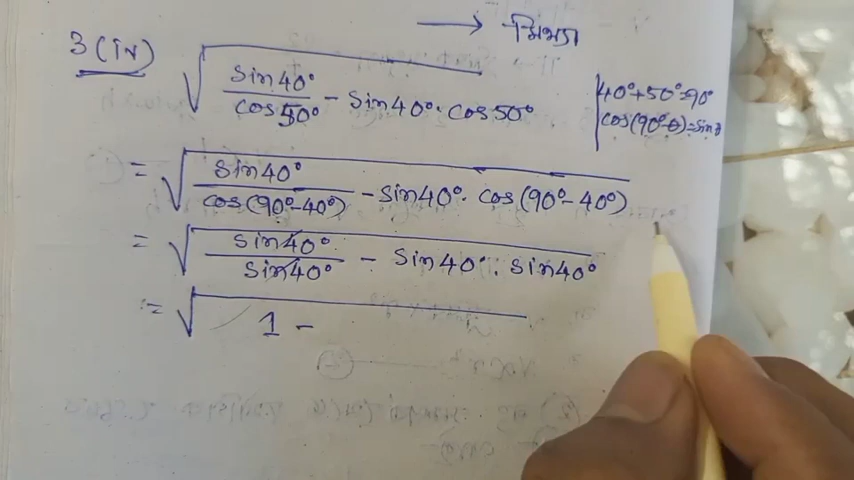 → মিশ্রণ
3(iv) √ sin40°/cos50° - sin40°. cos50°
40°+50°=90°
cos(90°-θ)=sinθ
= √ sin40°/cos(90°-40°) - sin40°. cos(90°-40°)
= √ sin40°/sin40° - sin40°. sin40°
= √ 1 -